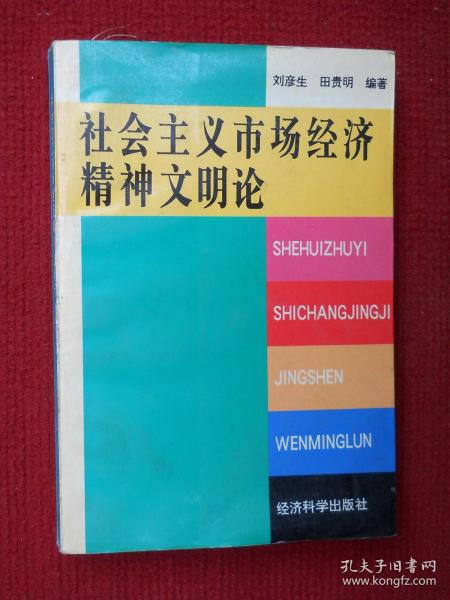 刘彦生 田贵明 编著
社会主义市场经济
精神文明论
SHEHUIZHUYI
SHICHANGJINGJI
JINGSHEN
WENMINGLUN
经济科学出版社
孔夫子旧书网
www.kongfz.com